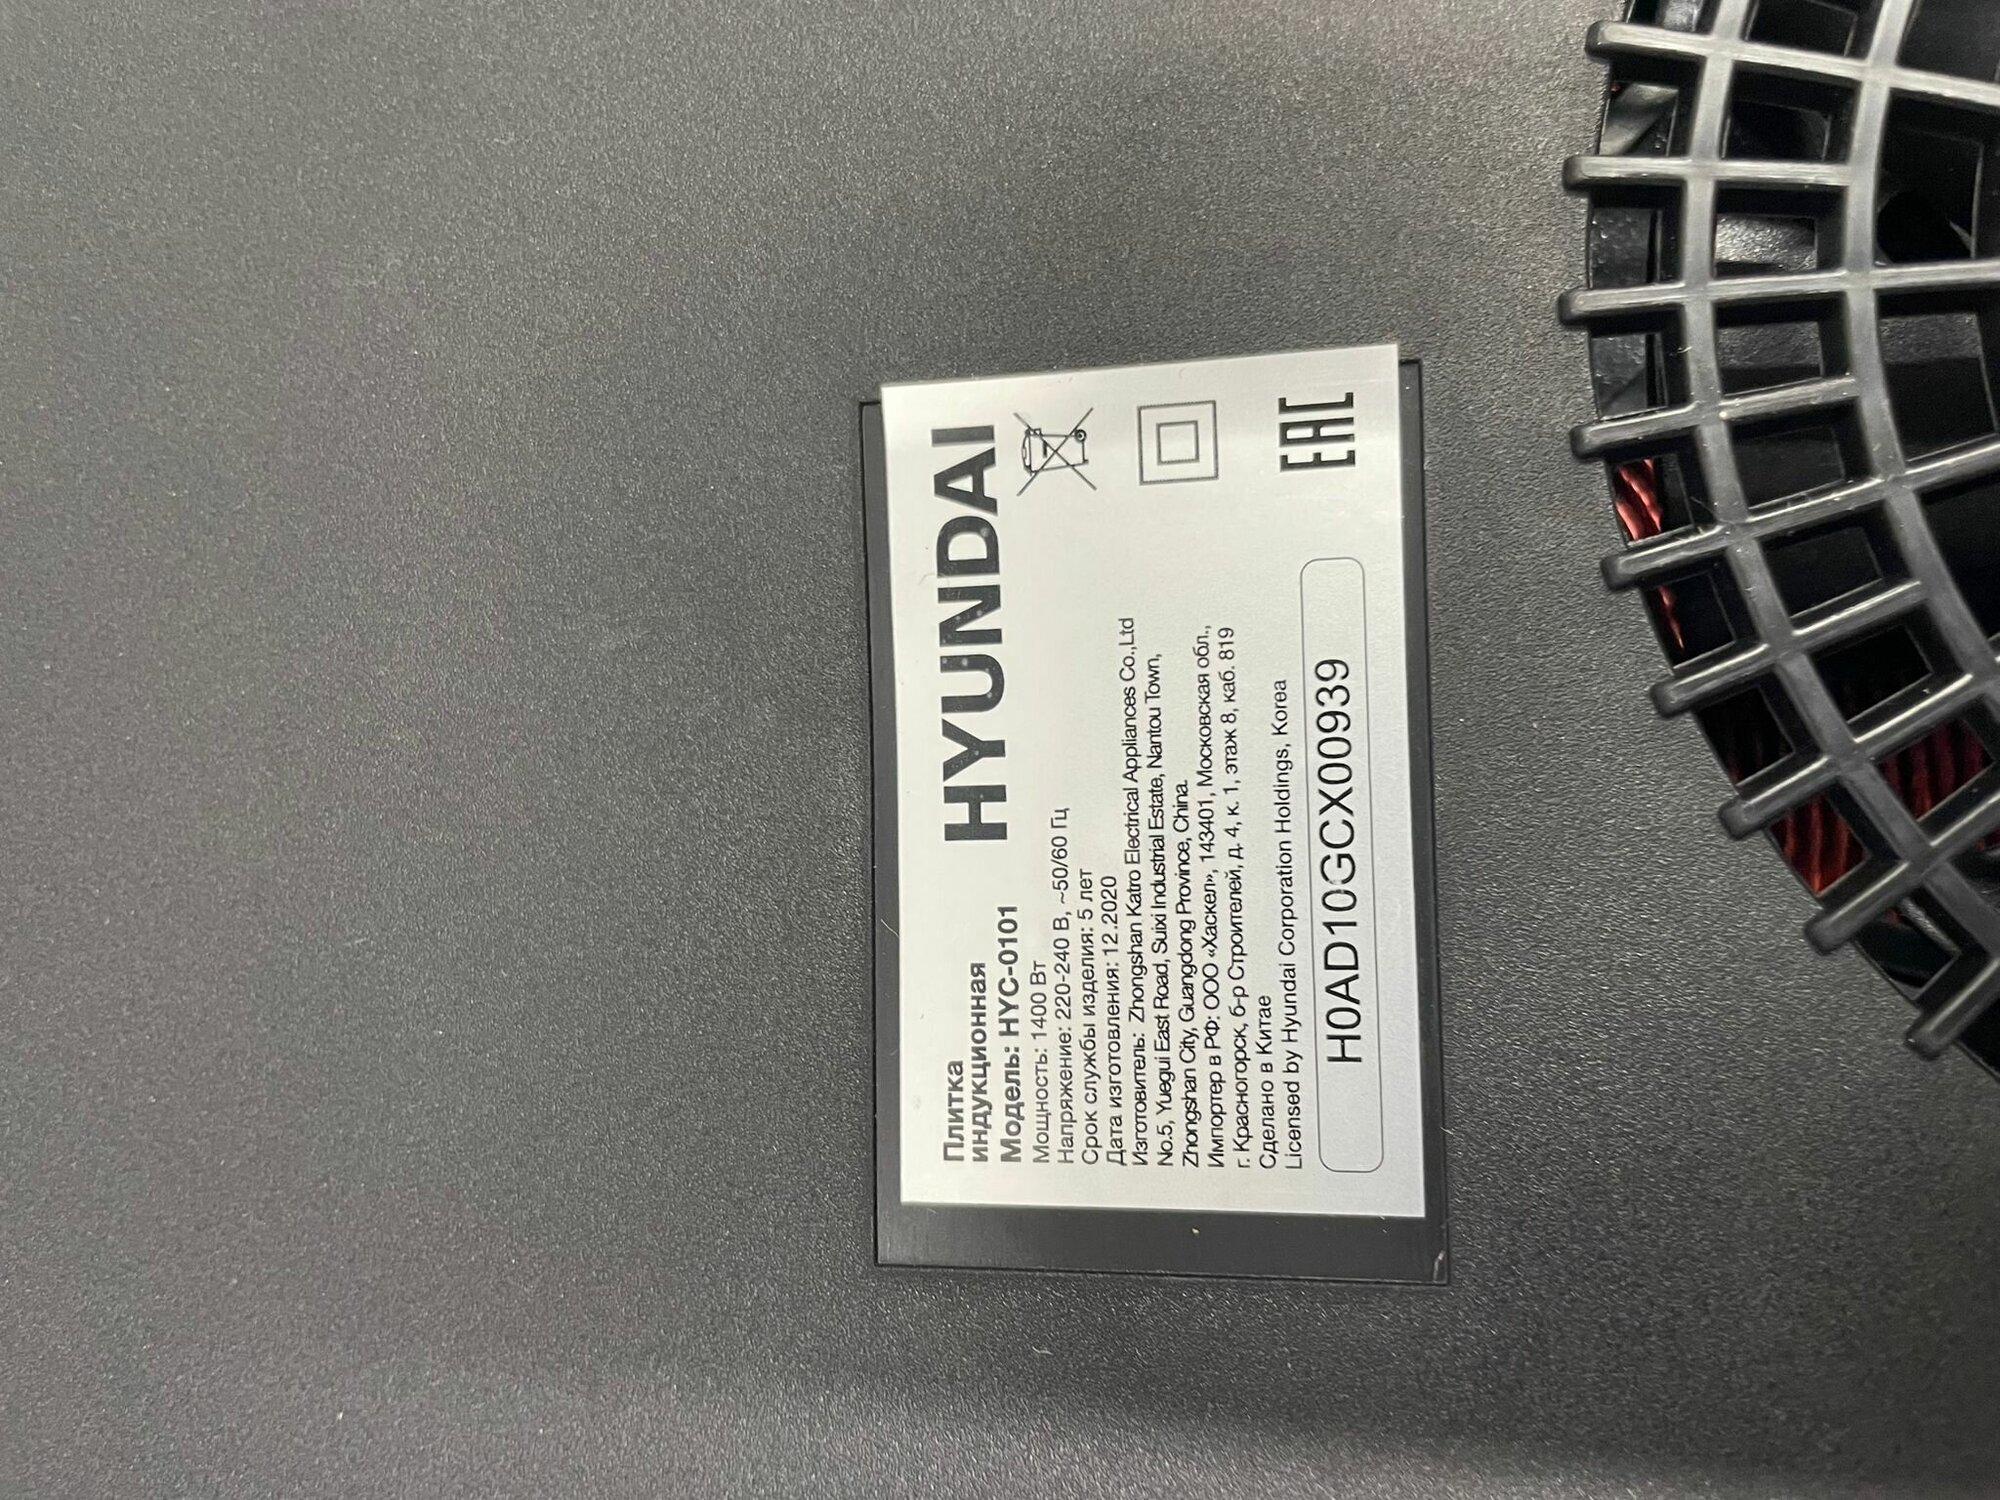 Плитка
индукционная
Модель: HYC-0101
HYUNDAI
Мощность: 1400 Вт
Напряжение: 220-240 В, ~50/60 Гц
Срок службы изделия: 5 лет
Дата изготовления: 12.2020
Изготовитель: Zhongshan Katro Electrical Appliances Co.,Ltd
No.5, Yuegui East Road, Suixi Industrial Estate, Nantou Town,
Zhongshan City, Guangdong Province, China.
Импортер в РФ: ООО «Хаскел», 143401, Московская обл.,
г. Красногорск, б-р Строителей, д. 4, к. 1, этаж 8, каб. 819
Сделано в Китае
Licensed by Hyundai Corporation Holdings, Korea
H0AD10GCX00939
EAC